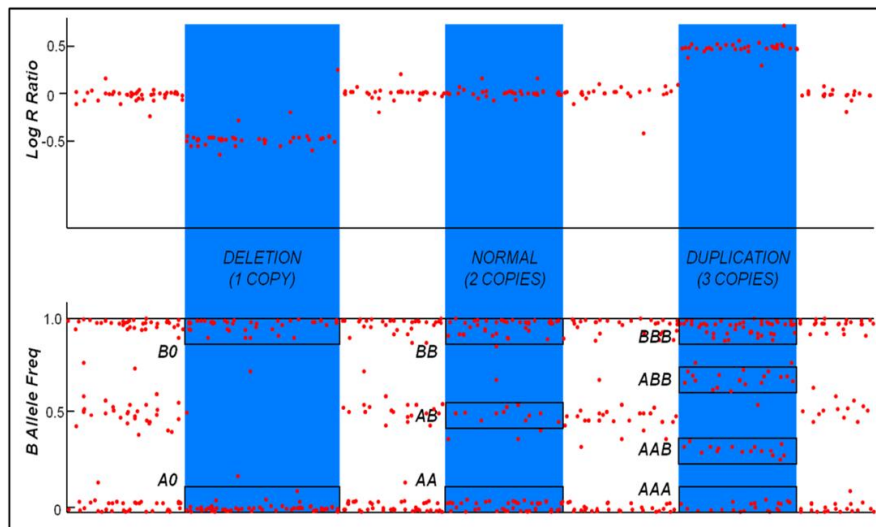 Log R Ratio
0.5
0
-0.5
DELETION
(1 COPY)
NORMAL
(2 COPIES)
DUPLICATION
(3 COPIES)
B Allele Freq
1.0
0.5
0
B0
A0
BB
AB
AA
BBB
ABB
AAB
AAA